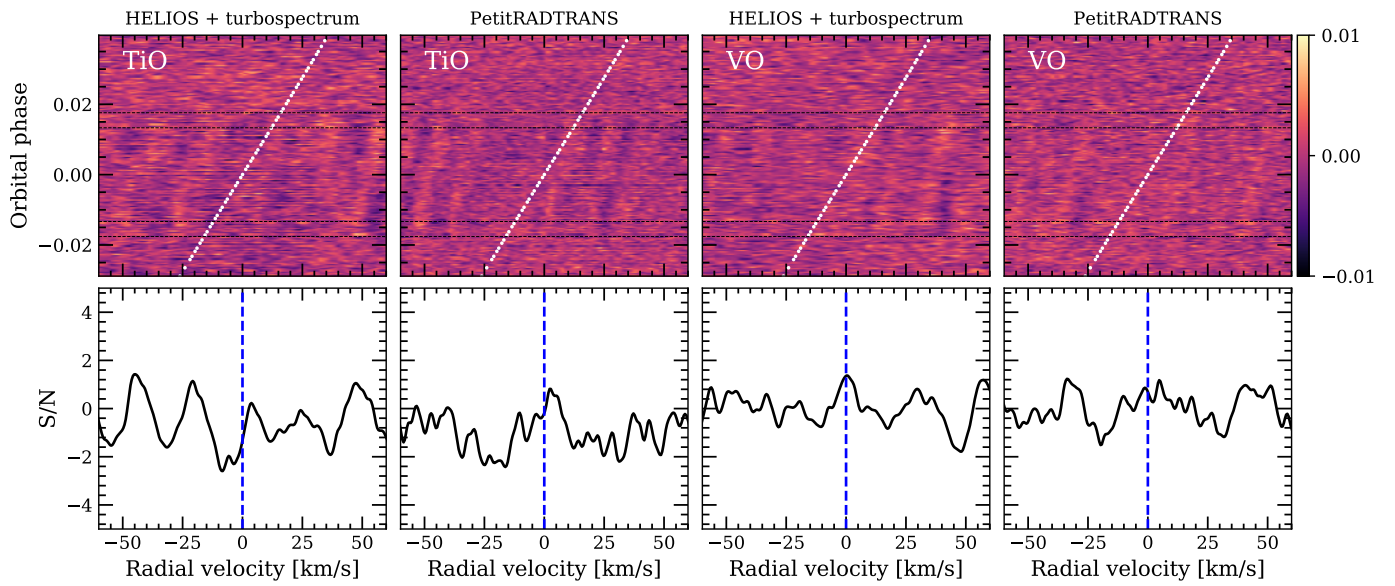 HELIOS + turbospectrum
PetitRADTRANS
HELIOS + turbospectrum
PetitRADTRANS
TiO
TiO
VO
VO
Orbital phase
0.02
0.00
−0.02
0.01
0.00
−0.01
S/N
4
2
0
−2
−4
−50 −25 0 25 50
−50 −25 0 25 50
−50 −25 0 25 50
−50 −25 0 25 50
Radial velocity [km/s]
Radial velocity [km/s]
Radial velocity [km/s]
Radial velocity [km/s]